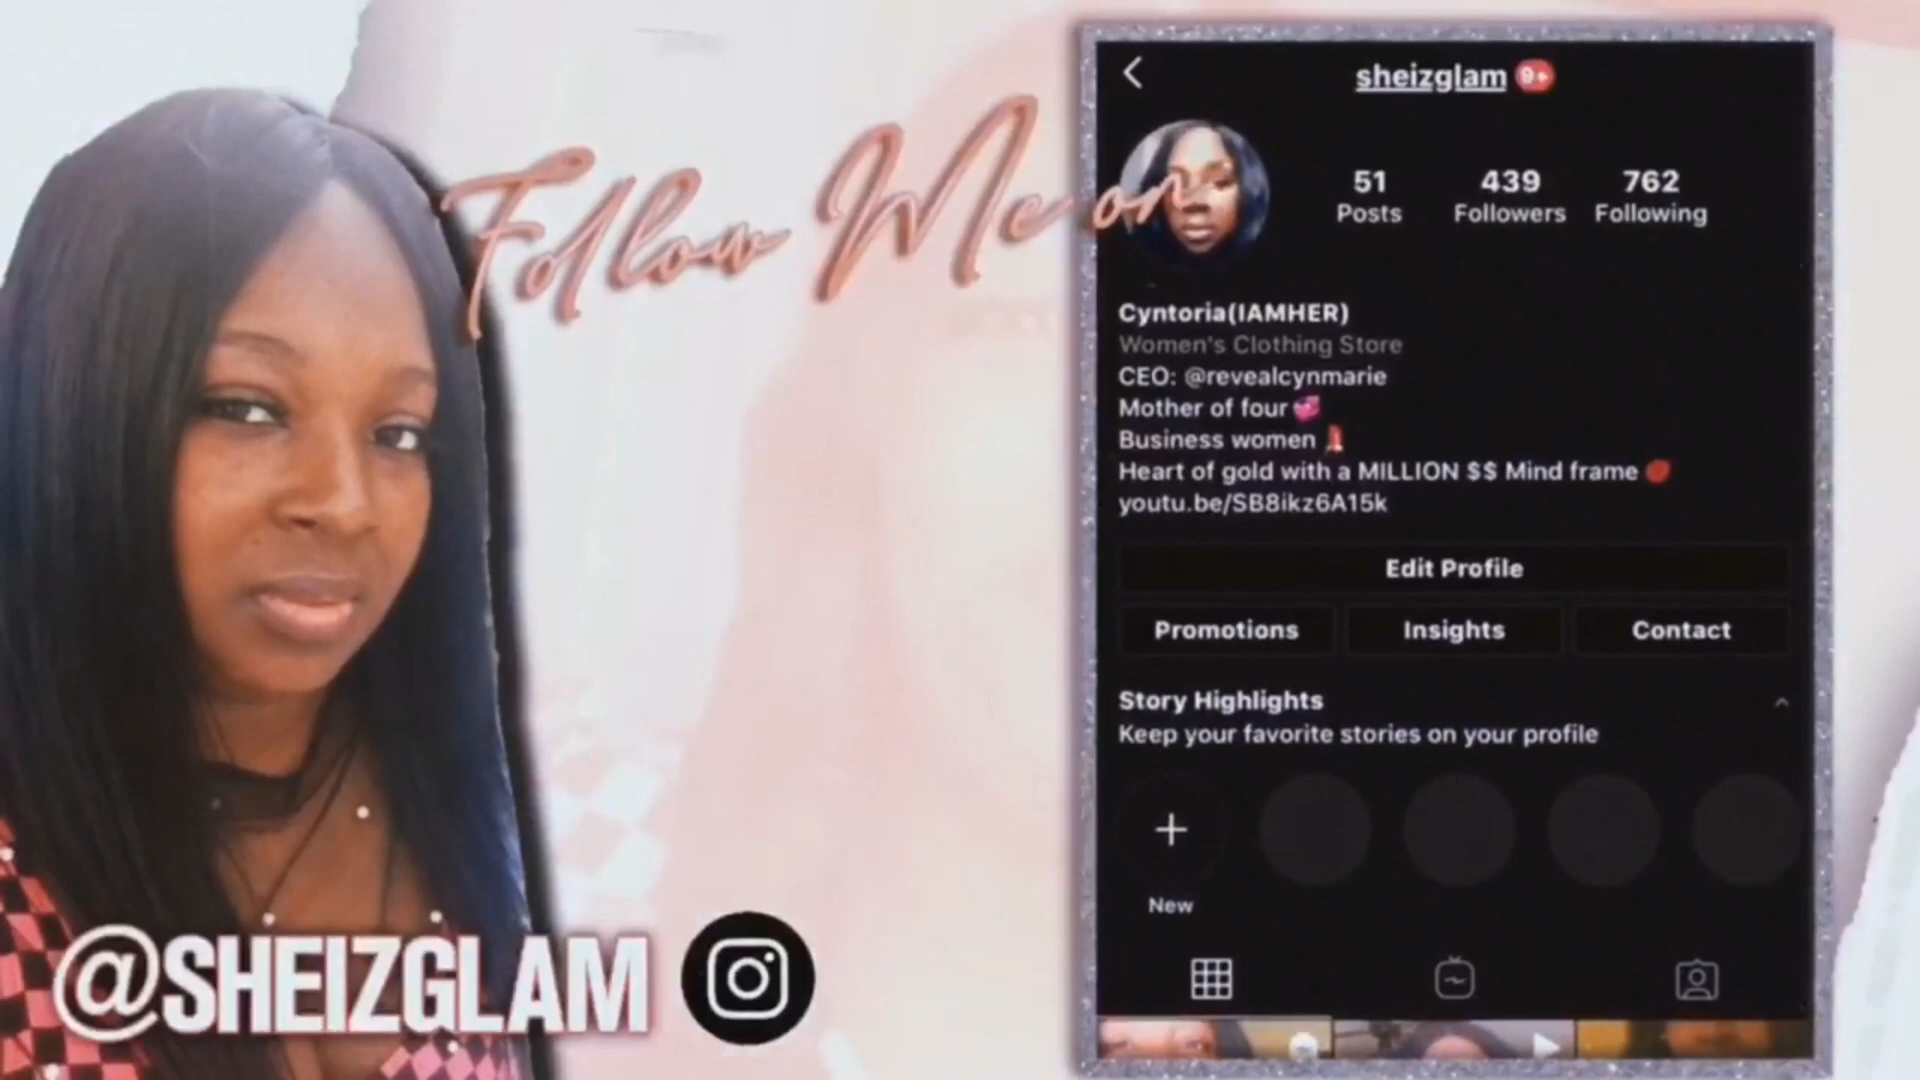 Follow Me on
@SHEIZGLAM
sheizglam 9+
51 439 762
Posts Followers Following
Cyntoria(IAMHER)
Women's Clothing Store
CEO: @revealcynmarie
Mother of four
Business women
Heart of gold with a MILLION $$ Mind frame
youtu.be/SB8ikz6A15k
Edit Profile
Promotions Insights Contact
Story Highlights
Keep your favorite stories on your profile
New